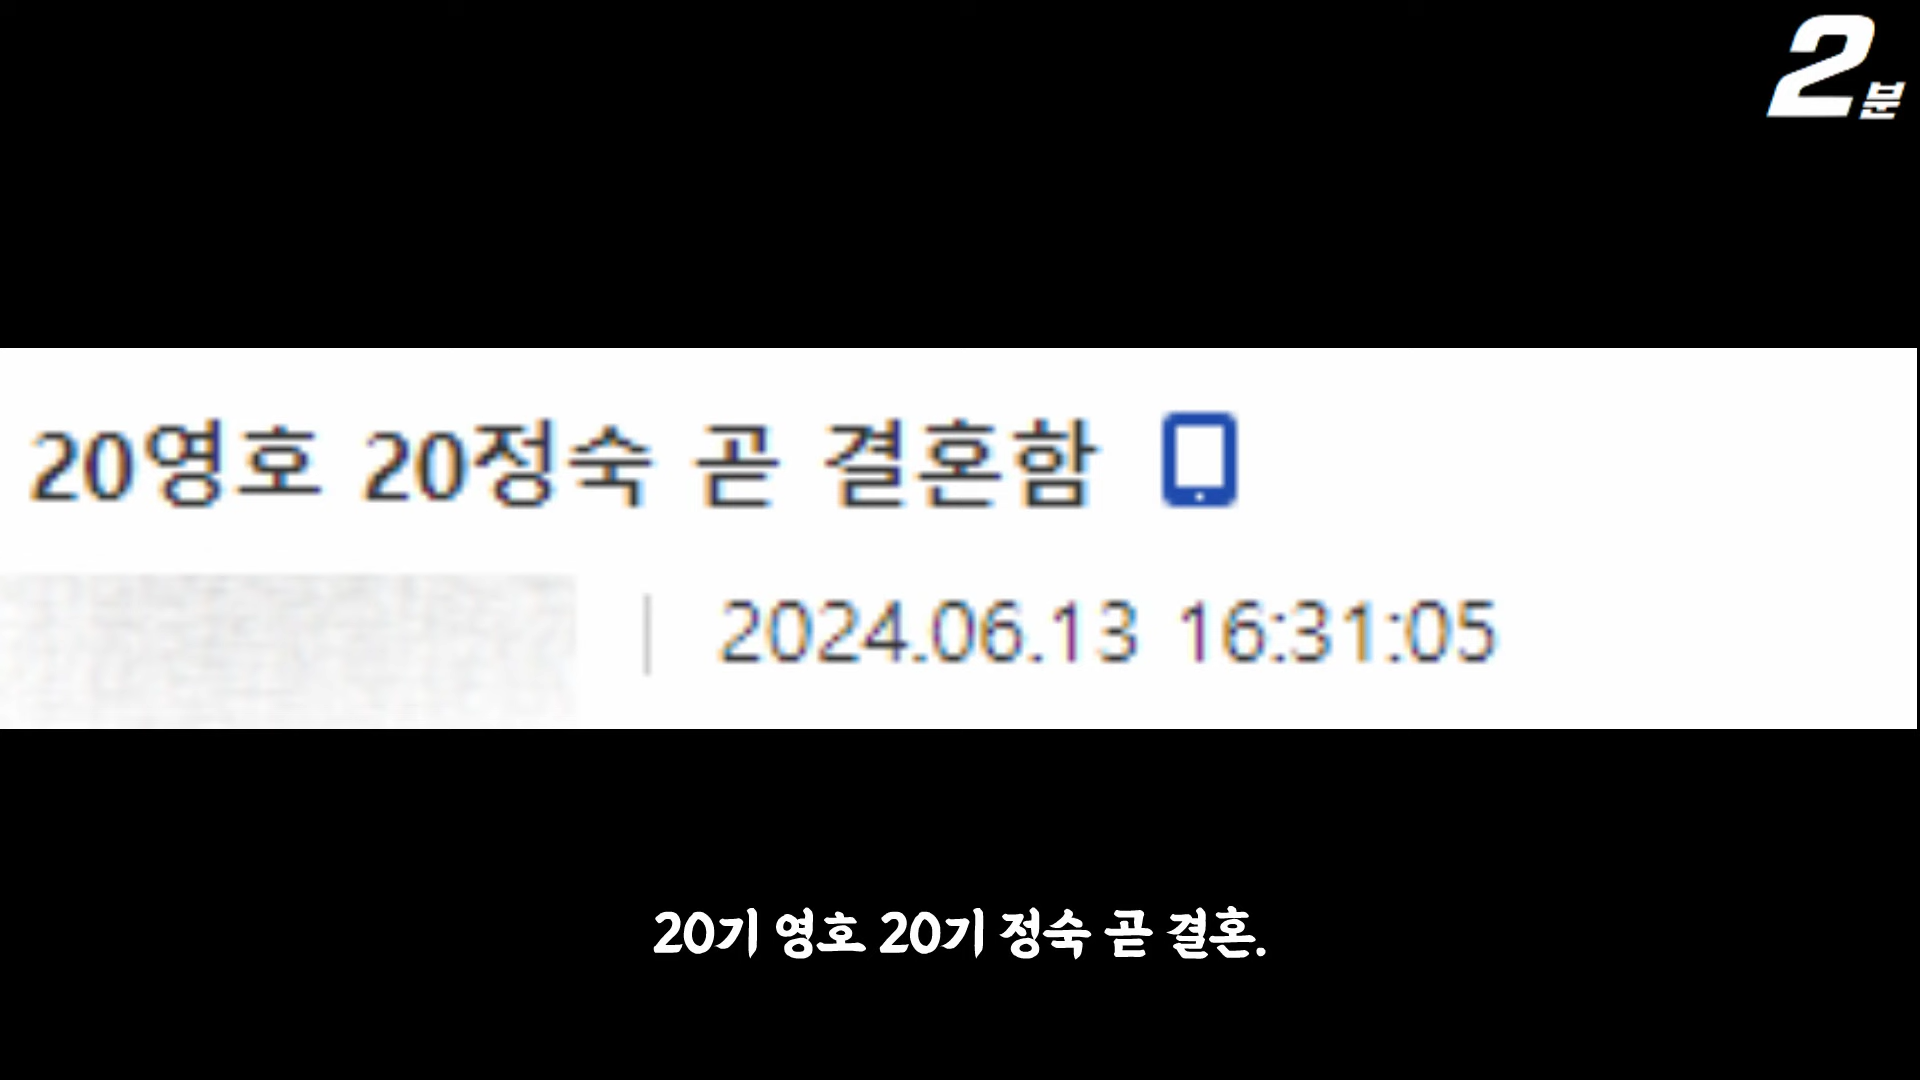 2분
20영호 20정숙 곧 결혼함
2024.06.13 16:31:05
20기 영호 20기 정숙 곧 결혼.